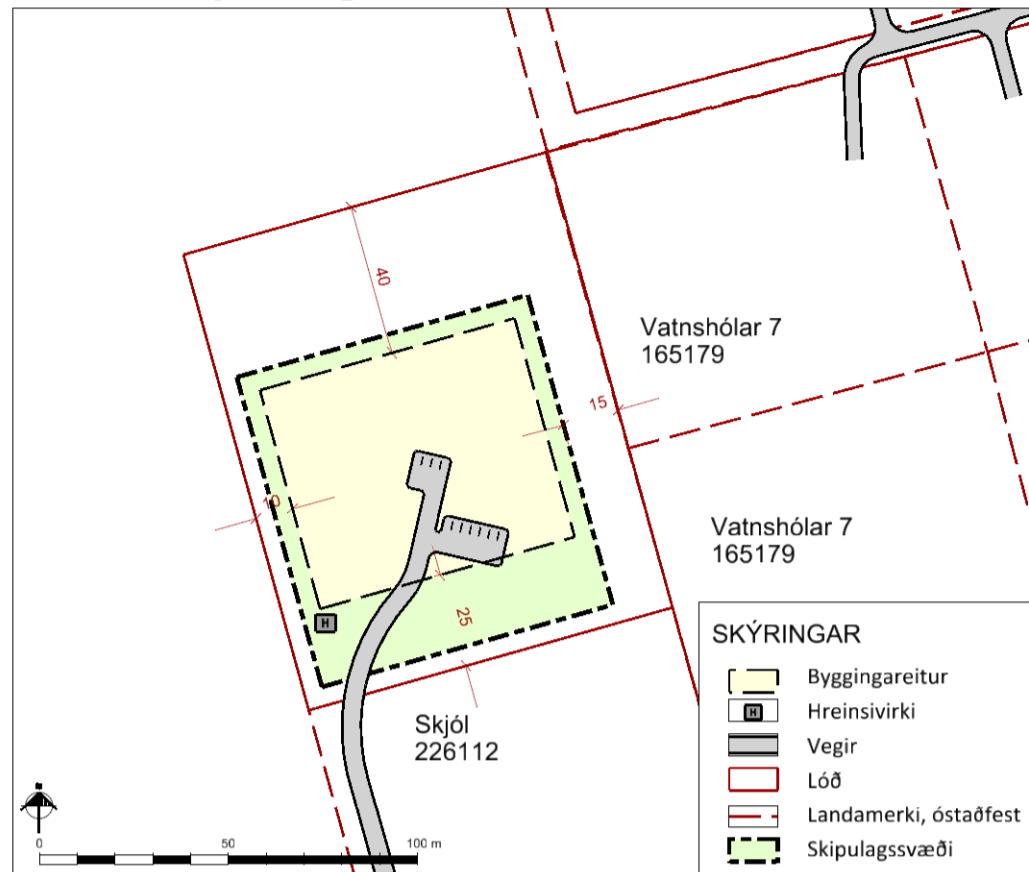 40
Vatnshólar 7
165179
15
10
Vatnshólar 7
165179
25
H
Skjól
226112
SKÝRINGAR
Byggingareitur
H Hreinsivirki
Vegir
Lóð
Landamerki, óstaðfest
Skipulagssvæði
N
0 50 100 m